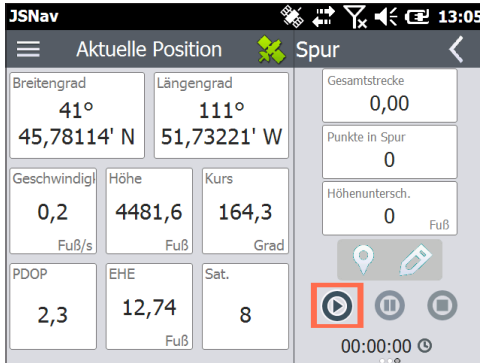 JSNav 13:05
Aktuelle Position
Spur
Breitengrad
41°
45,78114' N
Längengrad
111°
51,73221' W
Geschwindigk
0,2
Fuß/s
Höhe
4481,6
Fuß
Kurs
164,3
Grad
PDOP
2,3
EHE
12,74
Fuß
Sat.
8
Gesamtstrecke
0,00
Punkte in Spur
0
Höhenuntersch.
0
Fuß
00:00:00